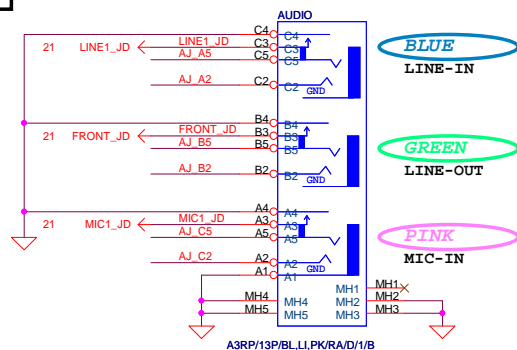 AUDIO
C4 C4
21 LINE1_JD LINE1_JD C3 C3
AJ_A5 C5 C5
BLUE
LINE-IN
AJ_A2 C2 C2
GND
B4 B4
21 FRONT_JD FRONT_JD B3 B3
AJ_B5 B5 B5
GREEN
LINE-OUT
AJ_B2 B2 B2
GND
A4 A4
21 MIC1_JD MIC1_JD A3 A3
AJ_C5 A5 A5
PINK
MIC-IN
AJ_C2 A2 A2
GND
A1 A1
MH1 MH1
MH4 MH4 MH2 MH2
MH5 MH5 MH3 MH3
A3RP/13P/BL,LI,PK/RA/D/1/B